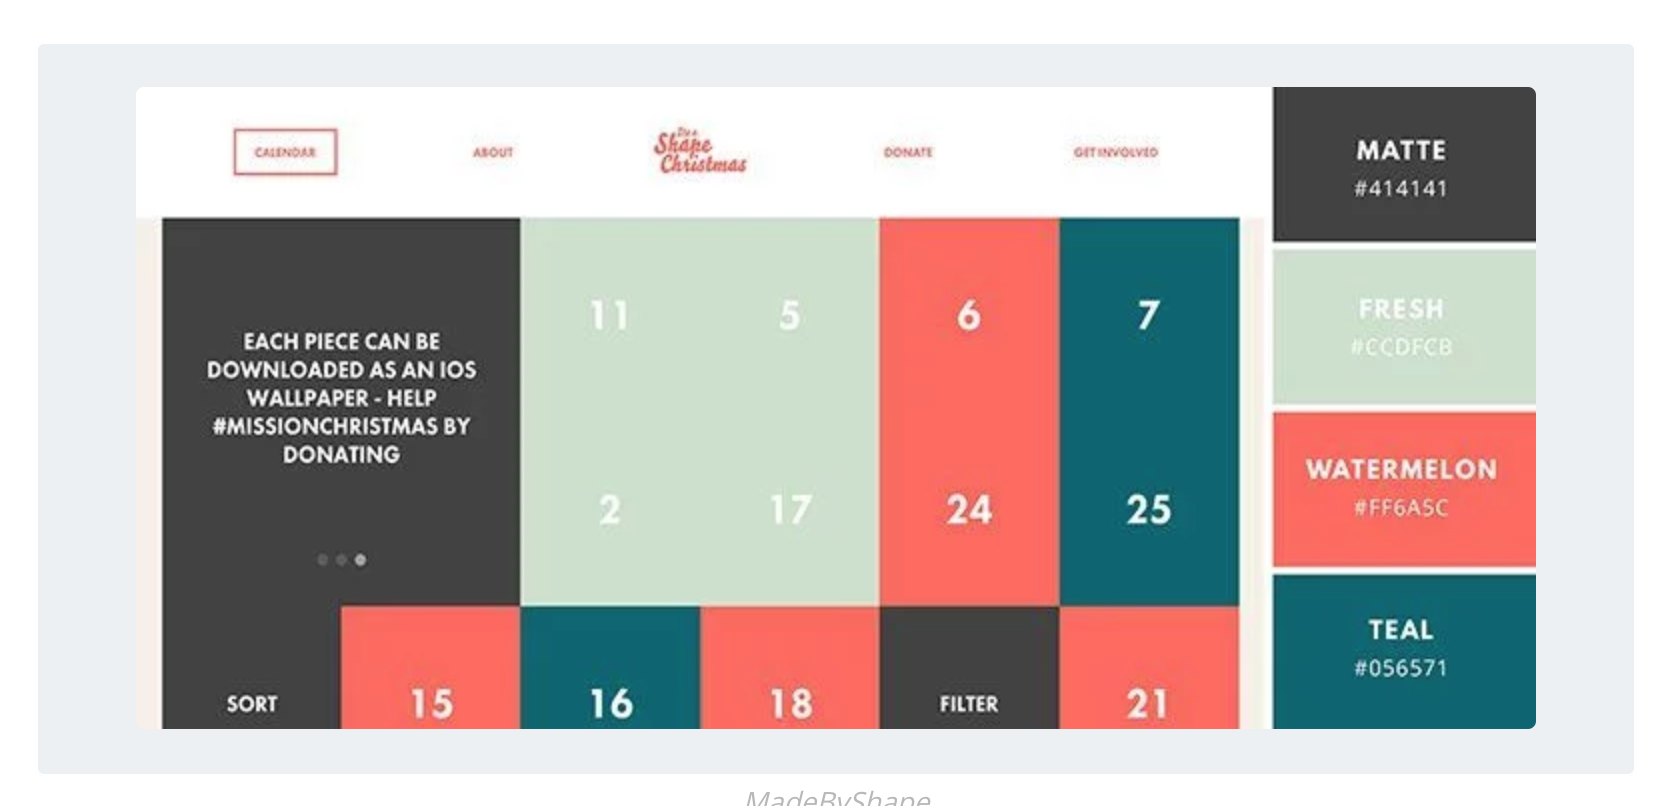 CALENDAR
ABOUT
It's a
Shape
Christmas
DONATE
GET INVOLVED
EACH PIECE CAN BE
DOWNLOADED AS AN IOS
WALLPAPER - HELP
#MISSIONCHRISTMAS BY
DONATING
11 5 6 7
2 17 24 25
SORT 15 16 18 FILTER 21
MATTE
#414141
FRESH
#CCDFCB
WATERMELON
#FF6A5C
TEAL
#056571
MadeByShape